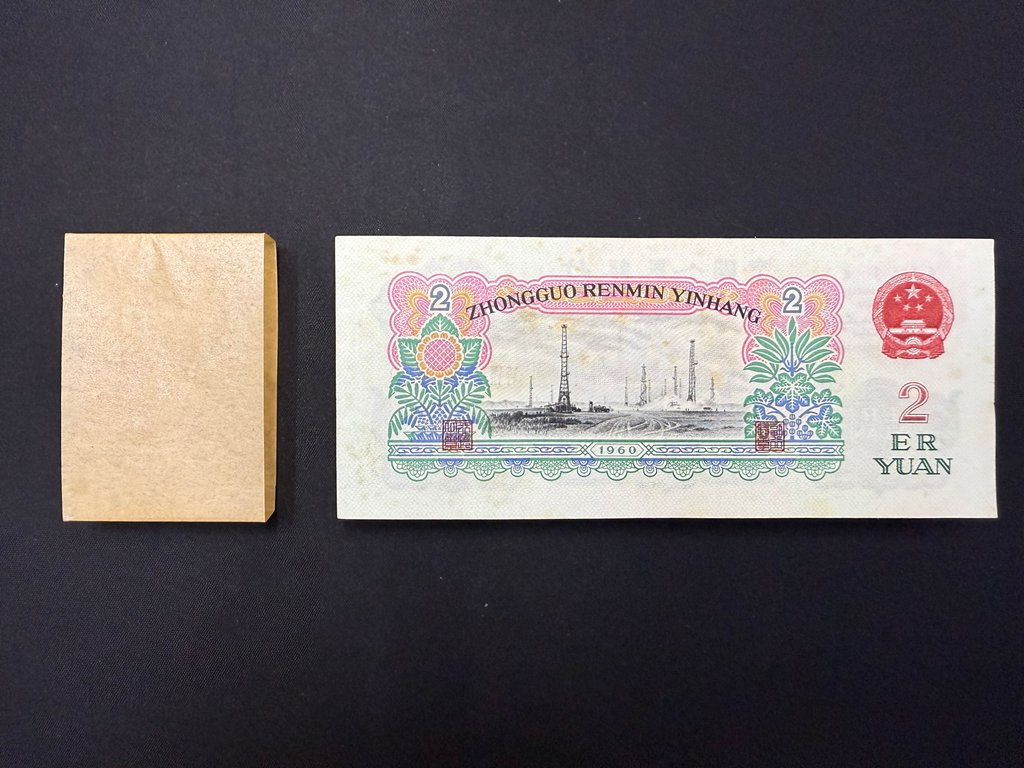 2
ZHONGGUO RENMIN YINHANG
2
1960
2
ER
YUAN